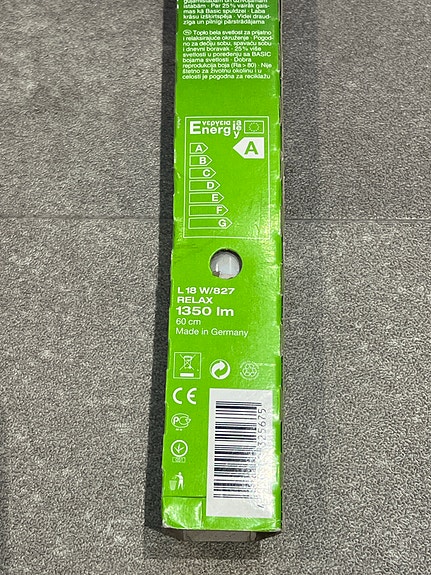 stābām · Par 25% vairāk gais-
mas kā Basic spuldzei · Laba
krāsu izšķirtspēja · Videi draud-
zīga un pilnīgi pārstrādājama
Toplo bela svetlost za prijatno
i relaksirajuće okruženje · Pogod-
no za dečiju sobu, spavaću sobu
i dnevni boravak · 25% više
svetlosti u poređenju sa BASIC
bojama svetlosti · Dobra
reprodukcija boja (Ra > 80) · Nije
štetno za životnu okolinu i u
celosti je pogodna za reciklažu
Energ
A
A
B
C
D
E
F
G
L 18 W/827
RELAX
1350 lm
60 cm
Made in Germany
CE